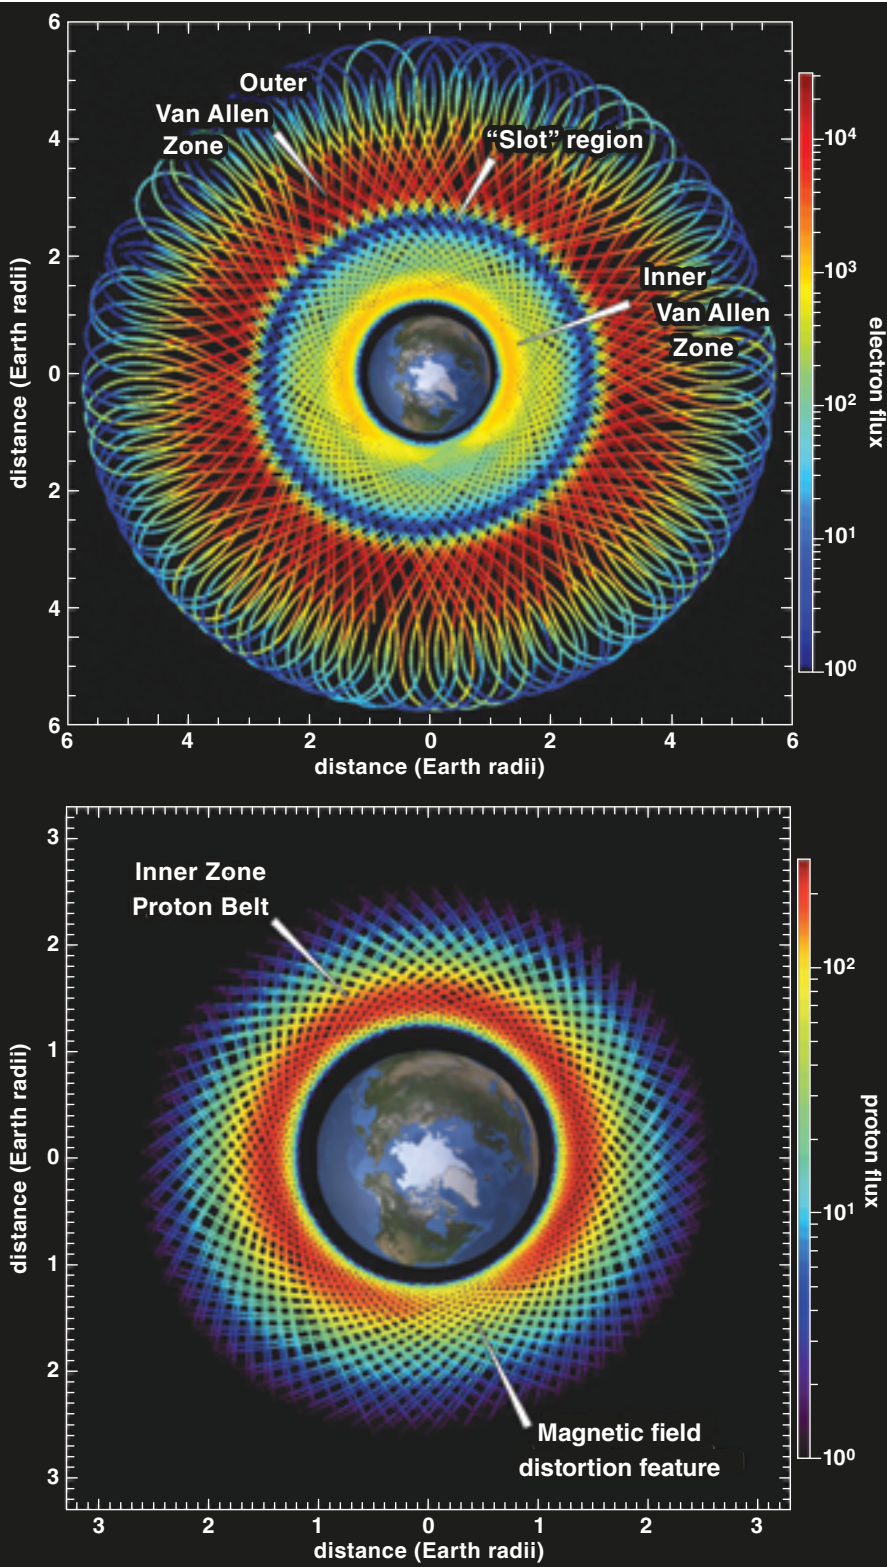 6
4
2
0
2
4
6
distance (Earth radii)
Outer
Van Allen
Zone
“Slot” region
Inner
Van Allen
Zone
10⁴
10³
10²
10¹
10⁰
electron flux
6 4 2 0 2 4 6
distance (Earth radii)
3
2
1
0
1
2
3
distance (Earth radii)
Inner Zone
Proton Belt
Magnetic field
distortion feature
10²
10¹
10⁰
proton flux
3 2 1 0 1 2 3
distance (Earth radii)